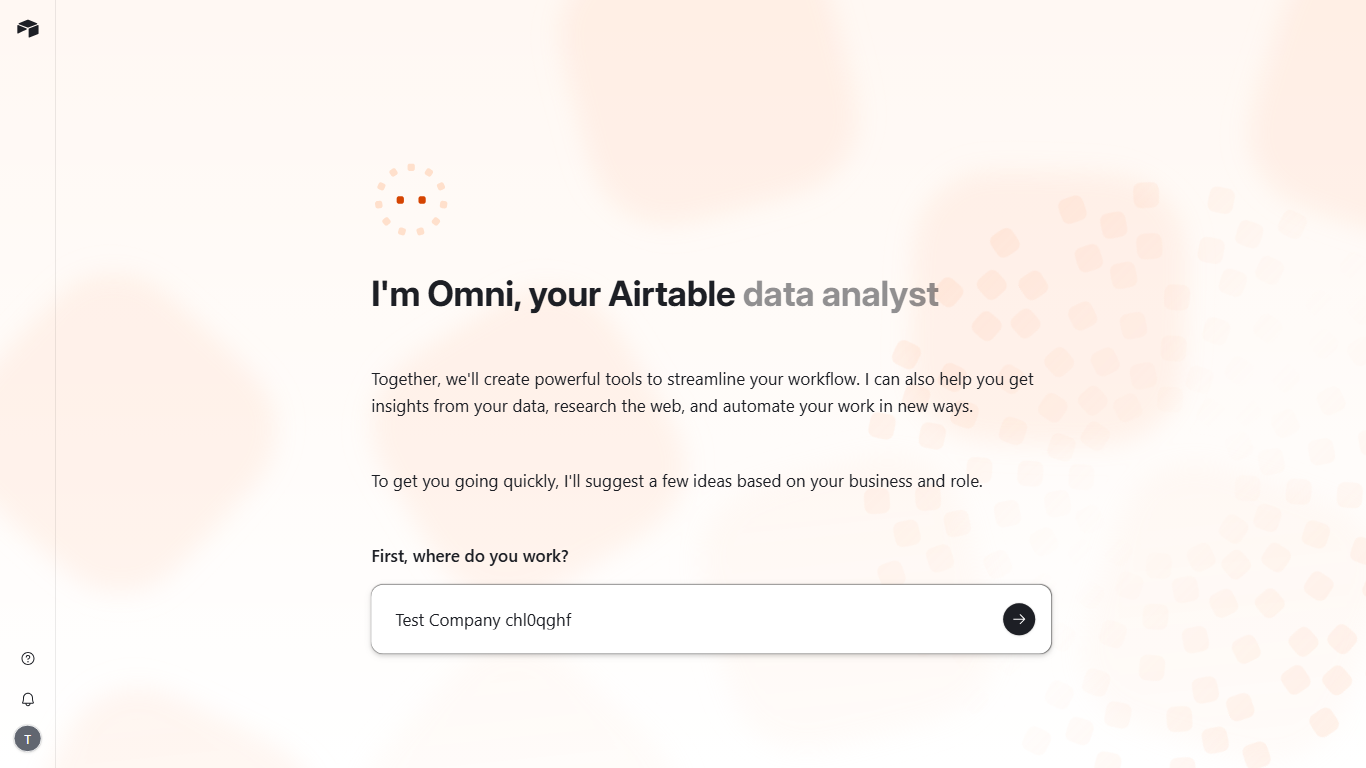 I'm Omni, your Airtable data analyst
Together, we'll create powerful tools to streamline your workflow. I can also help you get
insights from your data, research the web, and automate your work in new ways.
To get you going quickly, I'll suggest a few ideas based on your business and role.
First, where do you work?
Test Company chl0qghf
T